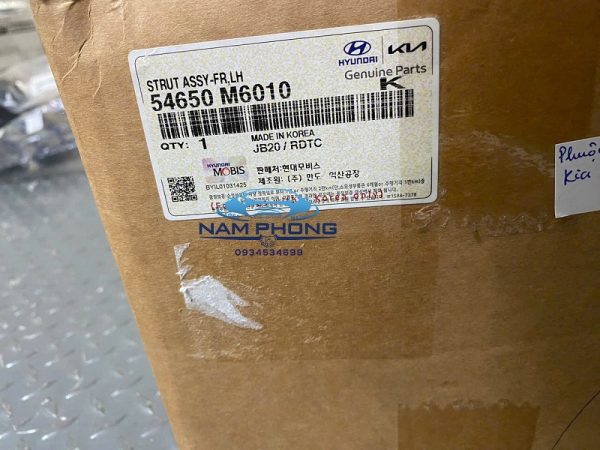 STRUT ASSY-FR,LH
54650 M6010
HYUNDAI KIA
Genuine Parts
K
QTY: 1
MADE IN KOREA
JB20 / RDTC
HYUNDAI
MOBIS
BYIL01031425
판매처:현대모비스
제조원: (주) 만도 익산공장
NAM PHONG
0934534699
Phuộc
Kia